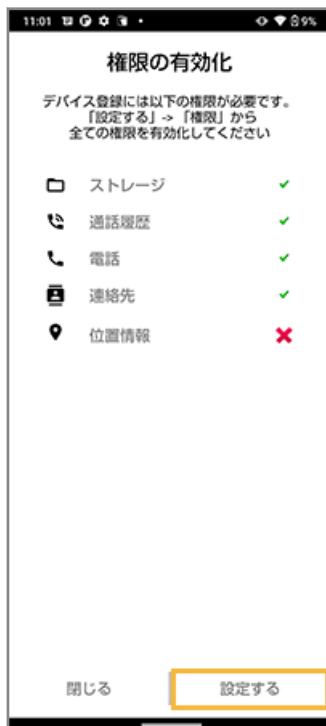 11:01
9%
権限の有効化
デバイス登録には以下の権限が必要です。
「設定する」->「権限」から
全ての権限を有効化してください
ストレージ
通話履歴
電話
連絡先
位置情報
閉じる
設定する